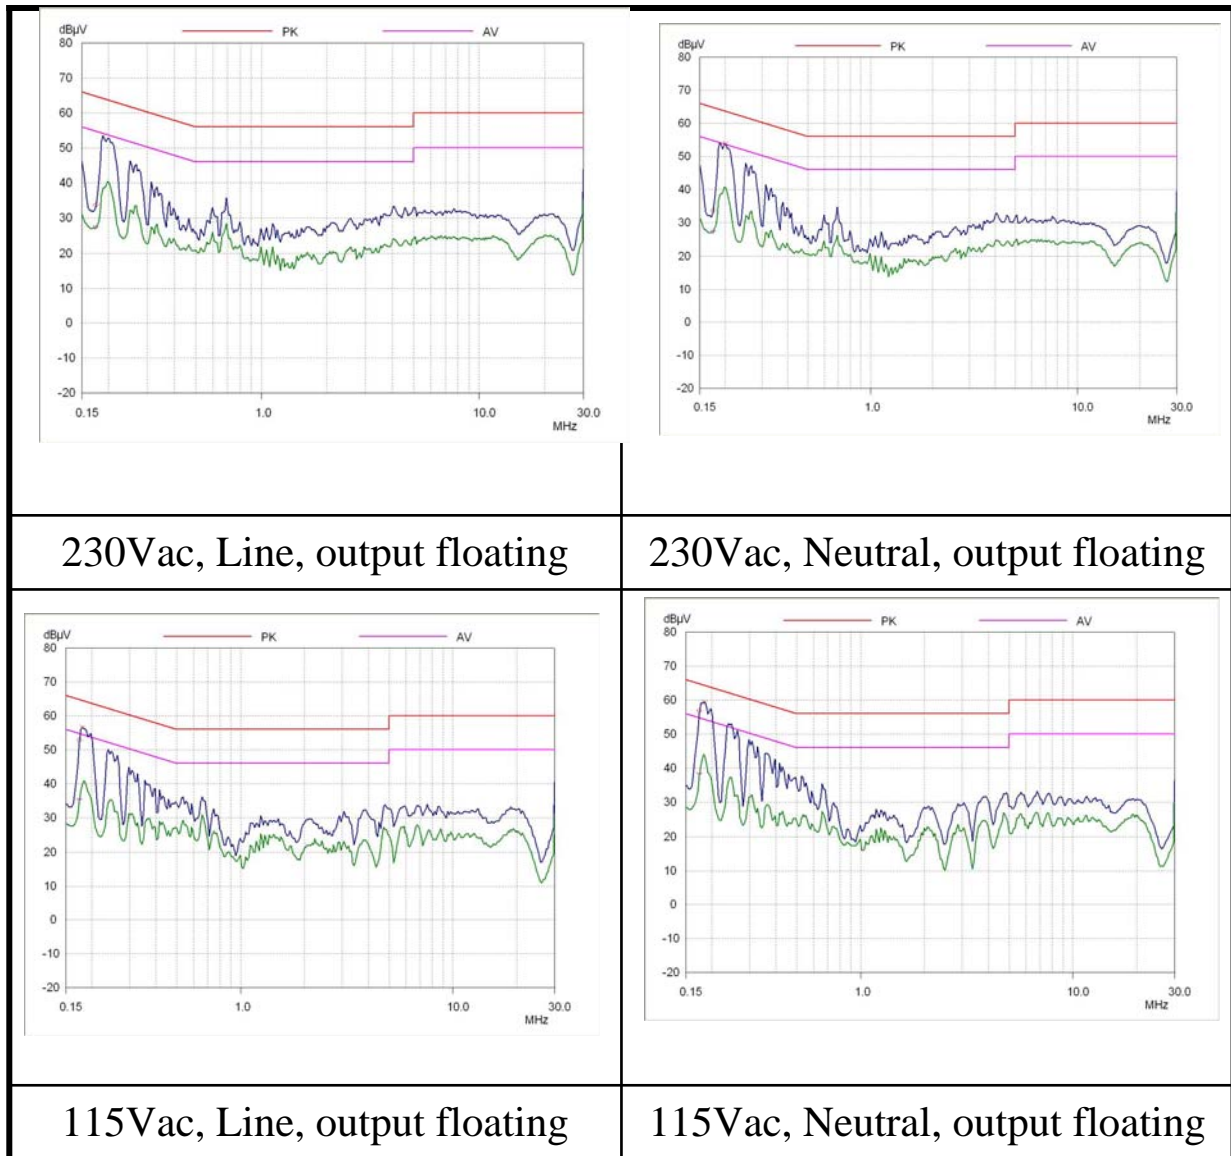 dBµV PK AV
80
70
60
50
40
30
20
10
0
-10
-20
0.15 1.0 10.0 30.0
MHz
dBµV PK AV
80
70
60
50
40
30
20
10
0
-10
-20
0.15 1.0 10.0 30.0
MHz
230Vac, Line, output floating
230Vac, Neutral, output floating
dBµV PK AV
80
70
60
50
40
30
20
10
0
-10
-20
0.15 1.0 10.0 30.0
MHz
dBµV PK AV
80
70
60
50
40
30
20
10
0
-10
-20
0.15 1.0 10.0 30.0
MHz
115Vac, Line, output floating
115Vac, Neutral, output floating